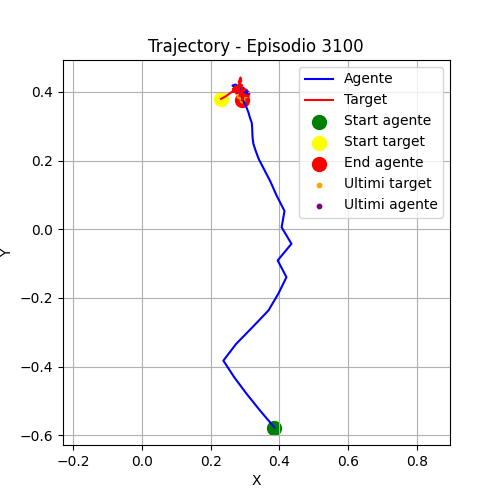 Trajectory - Episodio 3100
Agente
Target
Start agente
Start target
End agente
Ultimi target
Ultimi agente
0.4
0.2
0.0
−0.2
−0.4
−0.6
Y
−0.2
0.0
0.2
0.4
0.6
0.8
X